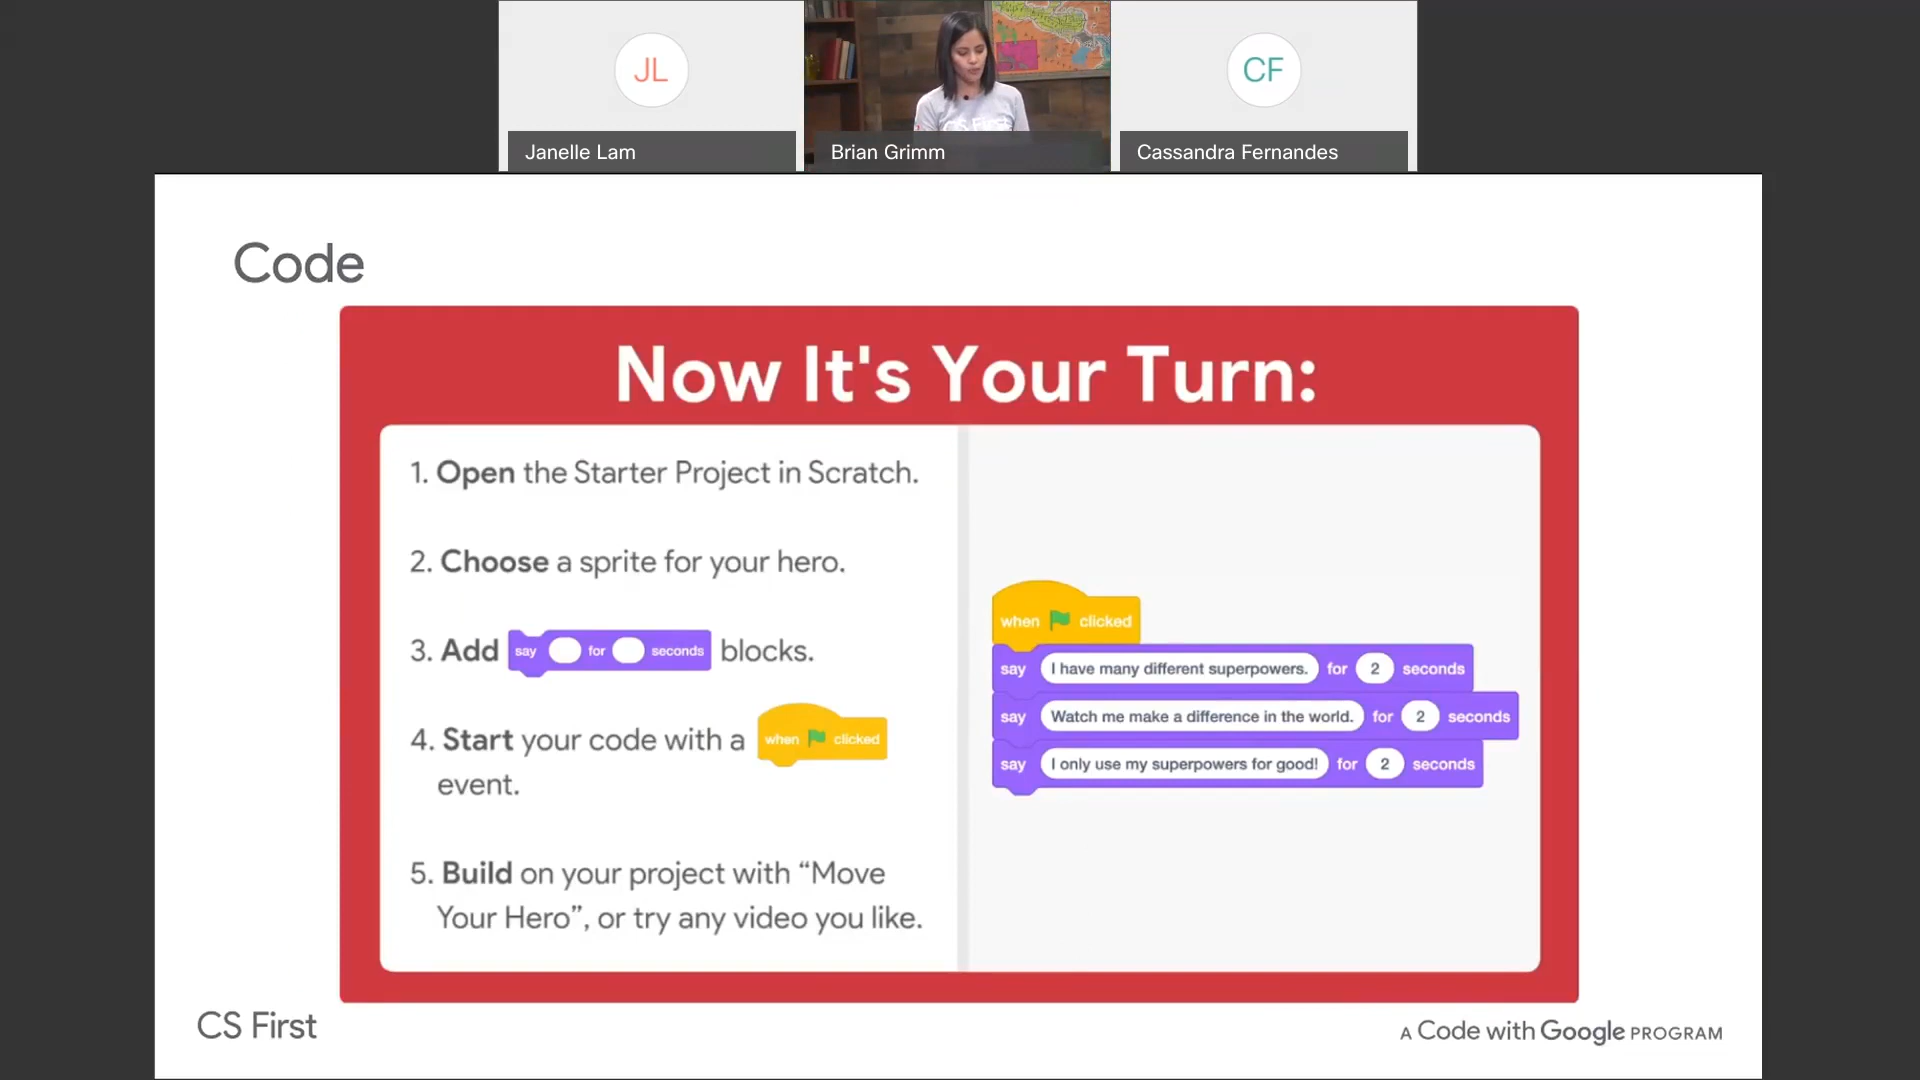 JL
CF
CS First
Janelle Lam
Brian Grimm
Cassandra Fernandes
Code
Now It's Your Turn:
1. Open the Starter Project in Scratch.
2. Choose a sprite for your hero.
3. Add say for seconds blocks.
4. Start your code with a when clicked
event.
5. Build on your project with “Move
Your Hero”, or try any video you like.
when clicked
say I have many different superpowers. for 2 seconds
say Watch me make a difference in the world. for 2 seconds
say I only use my superpowers for good! for 2 seconds
CS First
A Code with Google PROGRAM